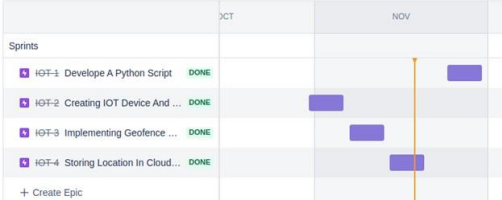 OCT
NOV
Sprints
IOT-1 Develope A Python Script DONE
IOT-2 Creating IOT Device And ... DONE
IOT-3 Implementing Geofence ... DONE
IOT-4 Storing Location In Cloud... DONE
+ Create Epic